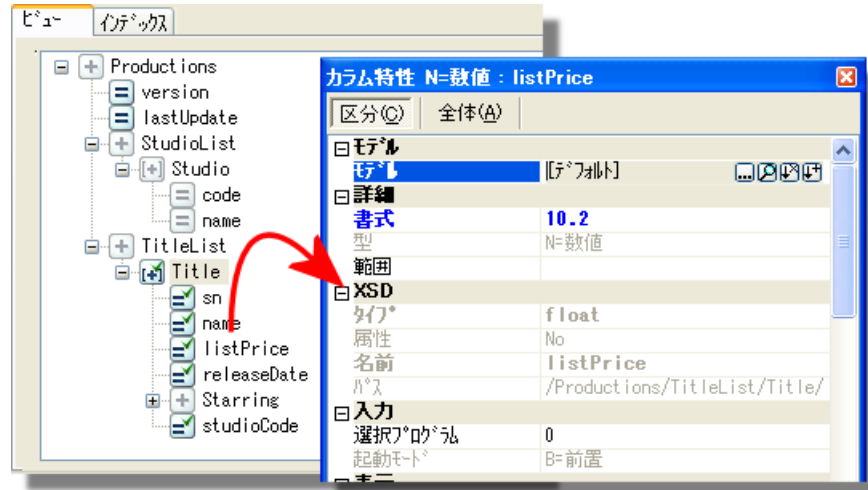 ﾋﾞｭｰ
ｲﾝﾃﾞｯｸｽ
Productions
version
lastUpdate
StudioList
Studio
code
name
TitleList
Title
sn
name
listPrice
releaseDate
Starring
studioCode
カラム特性 N=数値：listPrice
区分(C) 全体(A)
ﾓﾃﾞﾙ
ﾓﾃﾞﾙ [ﾃﾞﾌｫﾙﾄ]
詳細
書式 10.2
型 N=数値
範囲
XSD
ﾀｲﾌﾟ float
属性 No
名前 listPrice
ﾊﾟｽ /Productions/TitleList/Title/
入力
選択ﾌﾟﾛｸﾞﾗﾑ 0
起動ﾓｰﾄﾞ B=前置